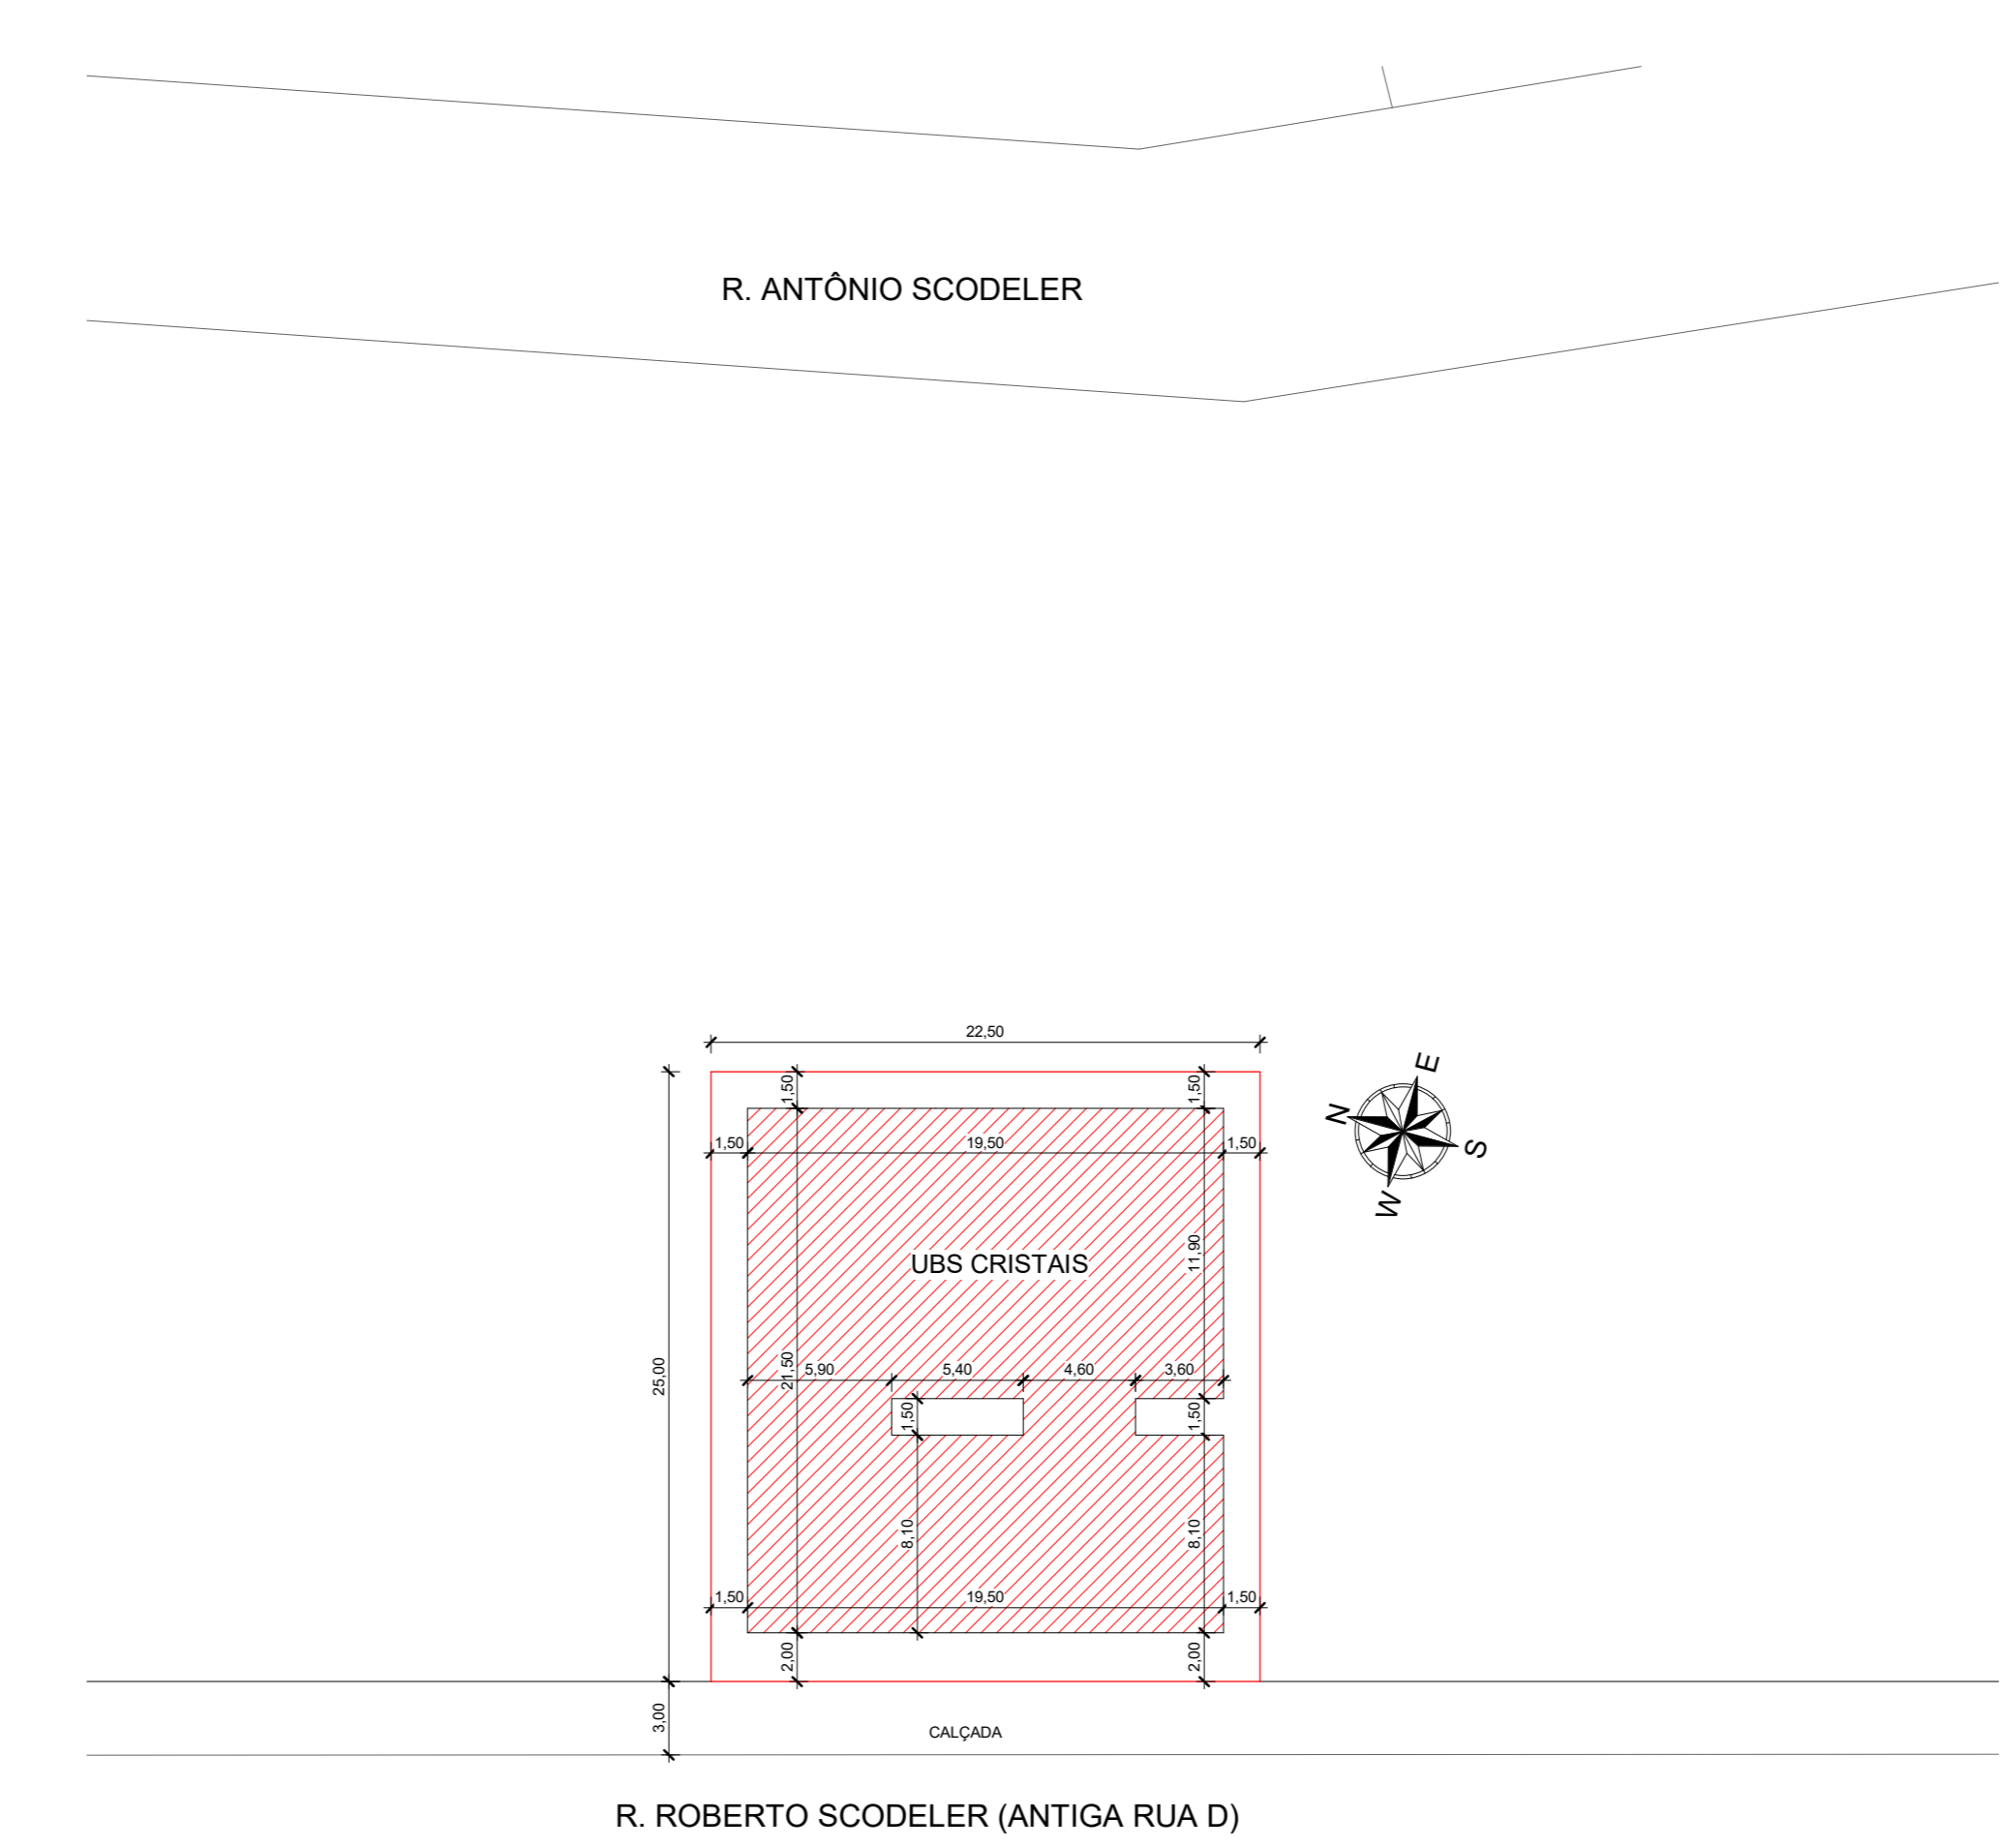 R. ANTÔNIO SCODELER
22,50
1,50
1,50
E
N
S
W
1,50
19,50
1,50
11,90
UBS CRISTAIS
25,00
21,50
5,90
5,40
4,60
3,60
1,50
1,50
8,10
8,10
1,50
19,50
1,50
2,00
2,00
3,00
CALÇADA
R. ROBERTO SCODELER (ANTIGA RUA D)